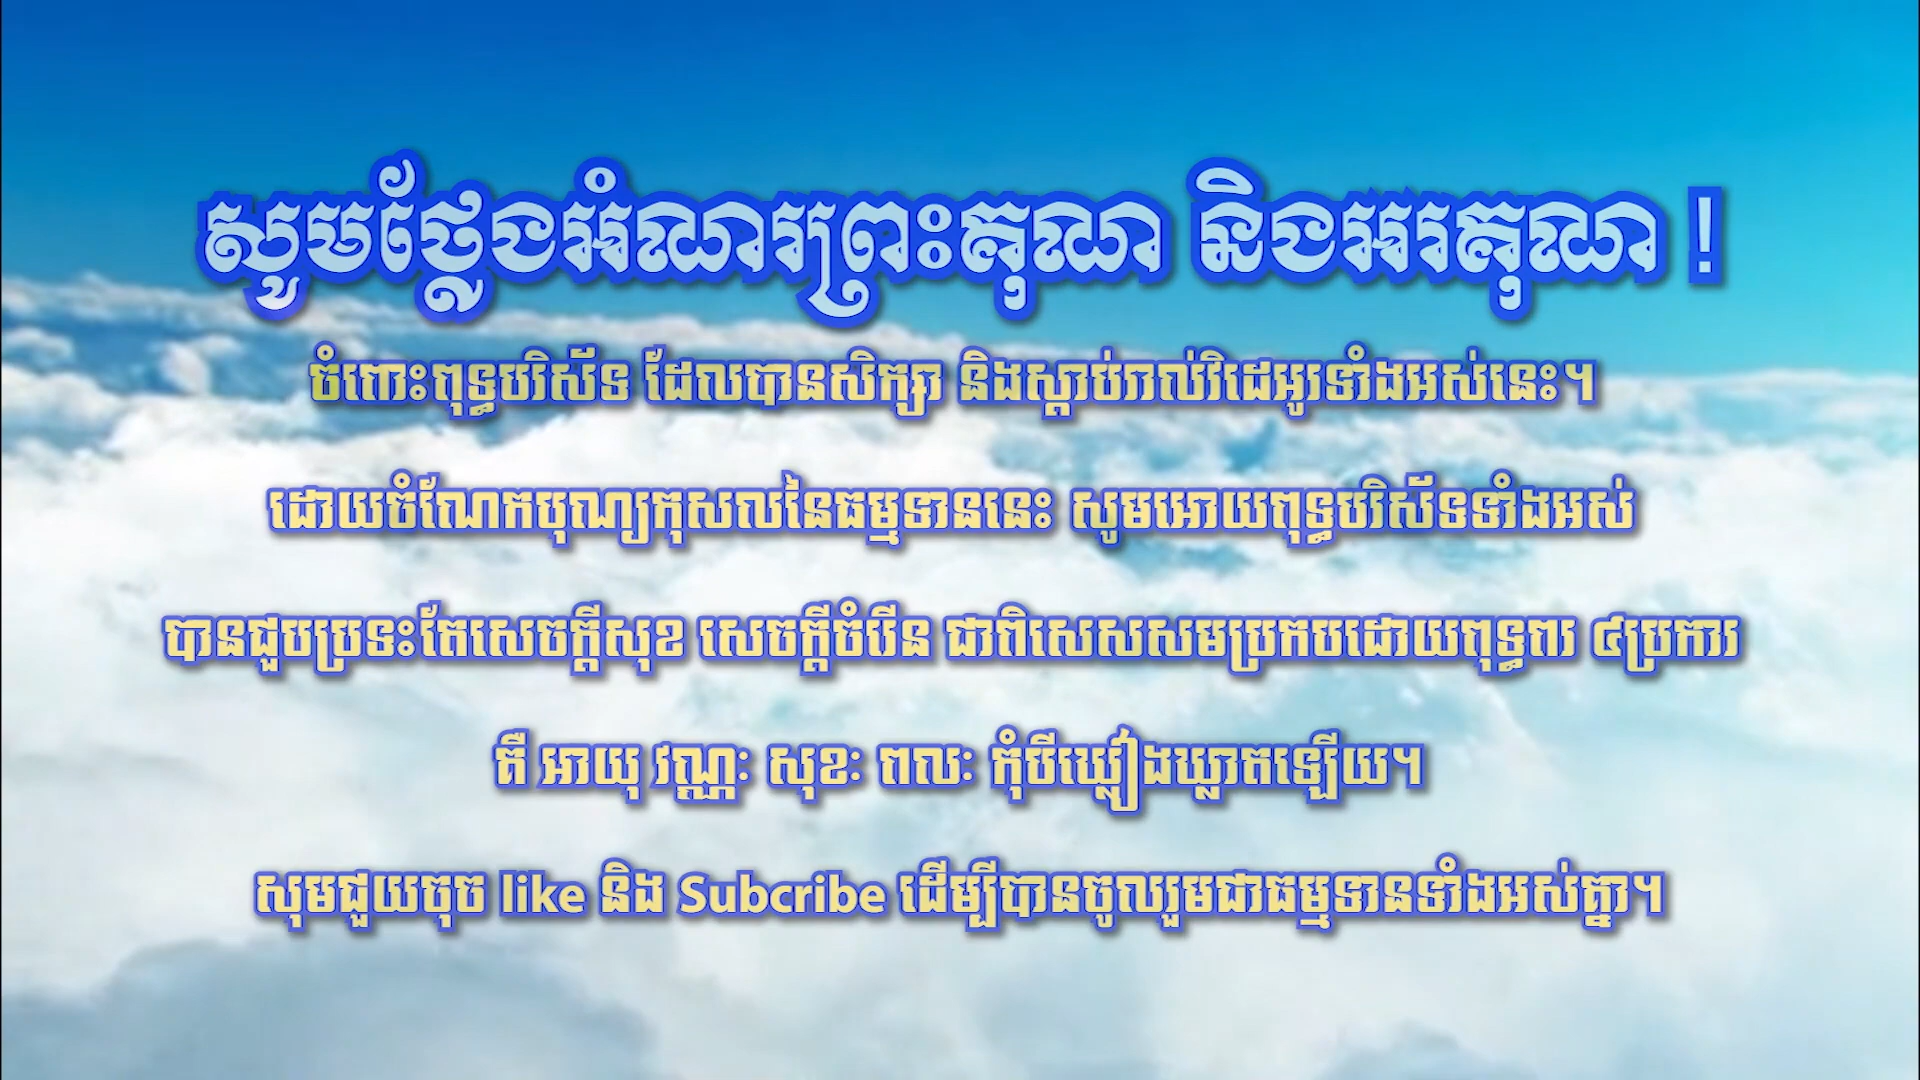 សូមថ្លែងអំណរព្រះគុណ និងអរគុណ !
ចំពោះពុទ្ធបរិស័ទ ដែលបានសិក្សា និងស្តាប់រាល់វិដេអូរទាំងអស់នេះ។
ដោយចំណែកបុណ្យកុសលនៃធម្មទាននេះ សូមអោយពុទ្ធបរិស័ទទាំងអស់
បានជួបប្រទះតែសេចក្តីសុខ សេចក្តីចំរើន ជាពិសេសសមប្រកបដោយពុទ្ធពរ ៤ប្រការ
គឺ អាយុ វណ្ណៈ សុខៈ ពលៈ កុំបីឃ្លៀងឃ្លាតឡើយ។
សុមជួយចុច like និង Subcribe ដើម្បីបានចូលរួមជាធម្មទានទាំងអស់គ្នា។